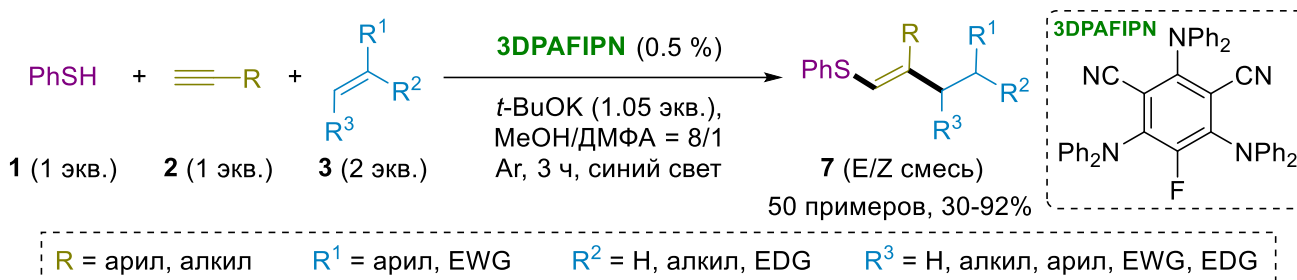 PhSH + R + R¹ R² R³
3DPAFIPN (0.5 %)
t-BuOK (1.05 экв.),
MeOH/ДМФА = 8/1
Ar, 3 ч, синий свет
PhS R R¹ R² R³
1 (1 экв.) 2 (1 экв.) 3 (2 экв.)
7 (E/Z смесь)
50 примеров, 30-92%
3DPAFIPN
NPh₂
NC CN
Ph₂N NPh₂
F
R = арил, алкил R¹ = арил, EWG R² = H, алкил, EDG R³ = H, алкил, арил, EWG, EDG